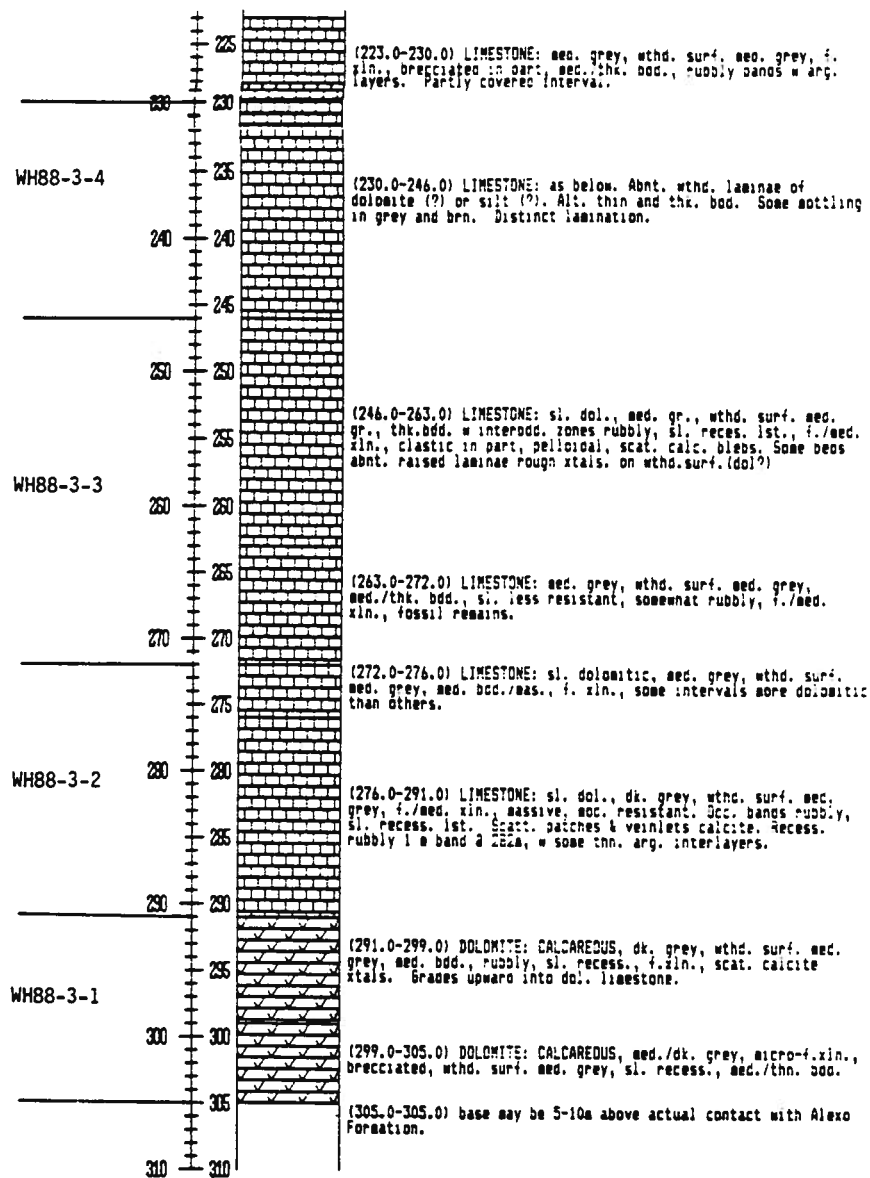 225
(223.0-230.0) LIMESTONE: med. grey, wthd. surf. med. grey, f.
xln., brecciated in part, med./thk. bdd., rubbly bands w arg.
layers. Partly covered interval.
230 230
WH88-3-4
235
(230.0-246.0) LIMESTONE: as below. Abnt. wthd. laminae of
dolomite (?) or silt (?). Alt. thin and thk. bdd. Some mottling
in grey and brn. Distinct lamination.
240 240
245
250 250
(246.0-263.0) LIMESTONE: sl. dol., med. gr., wthd. surf. med.
gr., thk.bdd. w interbdd. zones rubbly, sl. reces. lst., f./med.
xln., clastic in part, pelloidal, scat. calc. blebs. Some beds
abnt. raised laminae rough xtals. on wthd.surf.(dol?)
255
WH88-3-3
260 260
265
(263.0-272.0) LIMESTONE: med. grey, wthd. surf. med. grey,
med./thk. bdd., sl. less resistant, somewhat rubbly, f./med.
xln., fossil remains.
270 270
(272.0-276.0) LIMESTONE: sl. dolomitic, med. grey, wthd. surf.
med. grey, med. bdd./mas., f. xln., some intervals more dolomitic
than others.
275
WH88-3-2
280 280
(276.0-291.0) LIMESTONE: sl. dol., dk. grey, wthd. surf. med.
grey, f./med. xln., massive, mod. resistant. Occ. bands rubbly,
sl. recess. lst. Scatt. patches & veinlets calcite. Recess.
rubbly 1 m band @ 282m, w some thn. arg. interlayers.
285
290 290
(291.0-299.0) DOLOMITE: CALCAREOUS, dk. grey, wthd. surf. med.
grey, med. bdd., rubbly, sl. recess., f.xln., scat. calcite
xtals. Grades upward into dol. limestone.
295
WH88-3-1
300 300
(299.0-305.0) DOLOMITE: CALCAREOUS, med./dk. grey, micro-f.xln.,
brecciated, wthd. surf. med. grey, sl. recess., med./thn. bdd.
305
(305.0-305.0) base may be 5-10m above actual contact with Alexo
Formation.
310 310